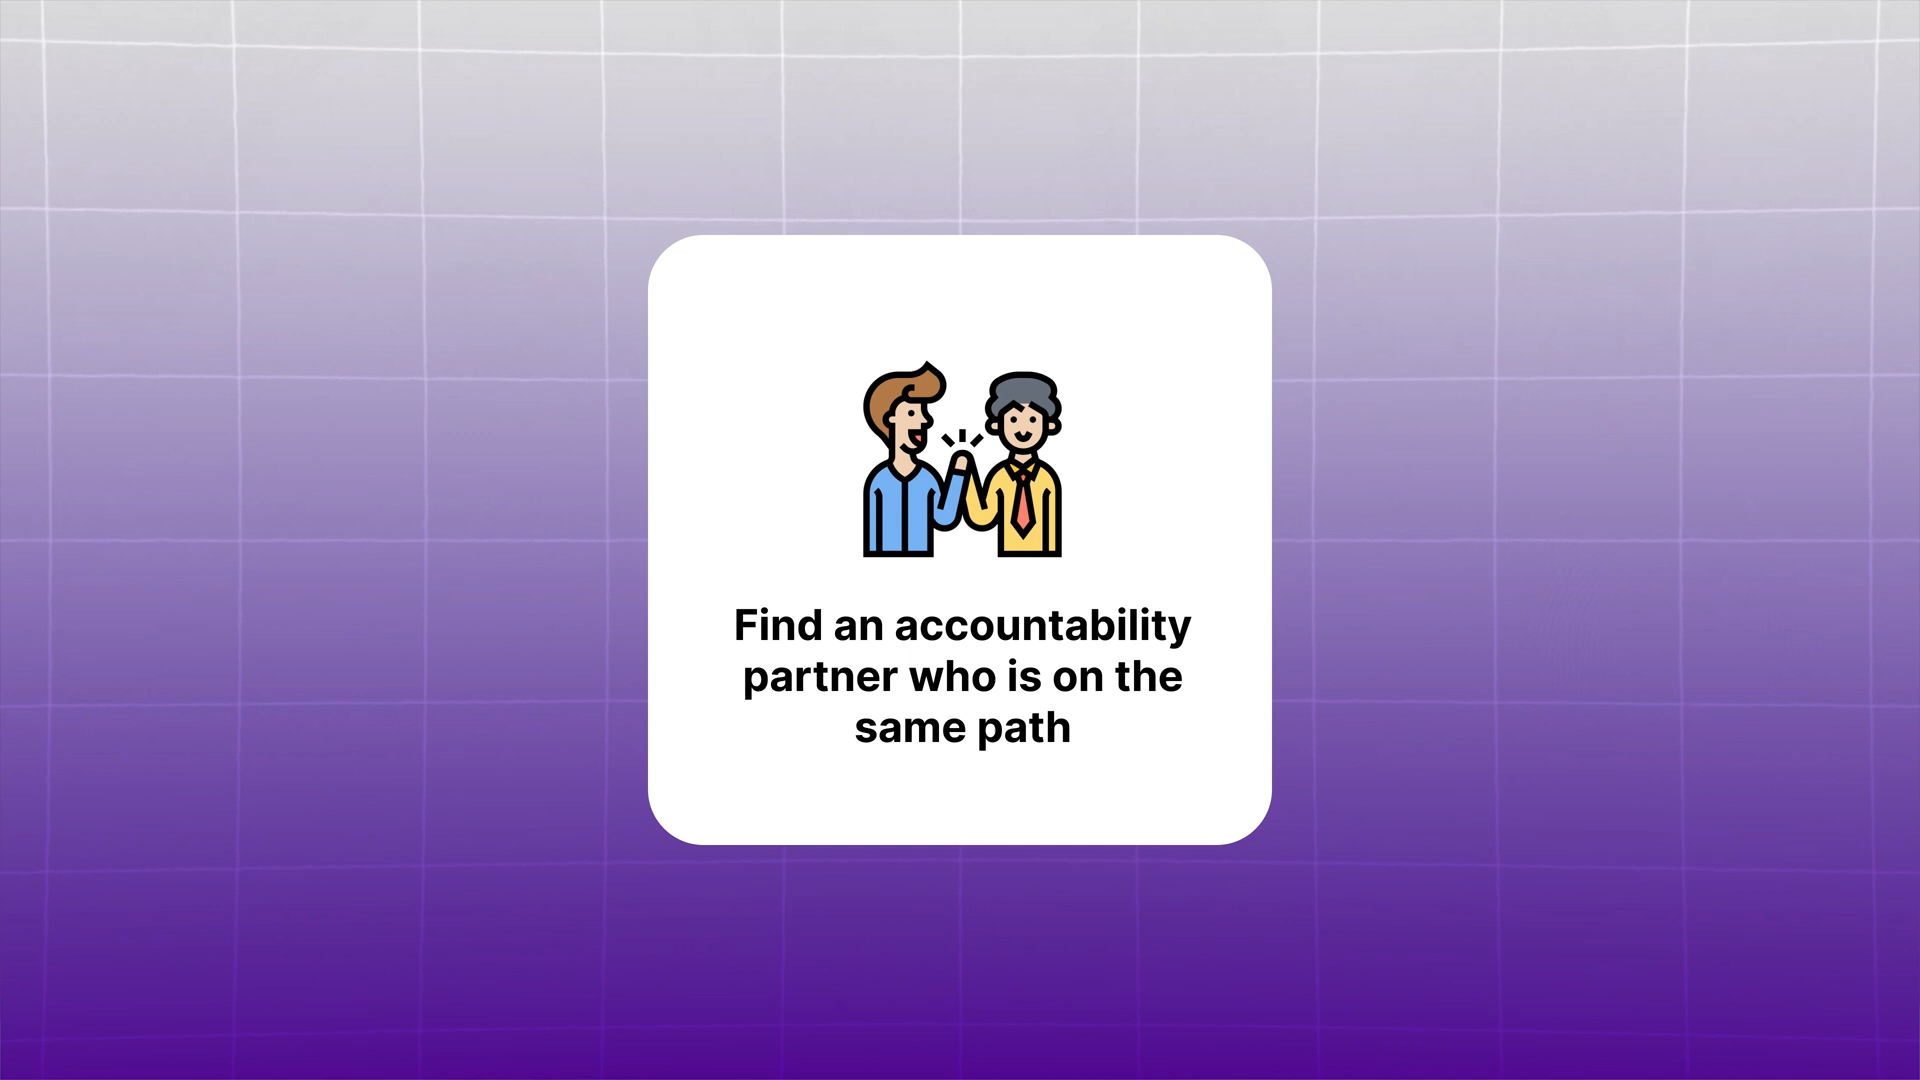 Find an accountability
partner who is on the
same path